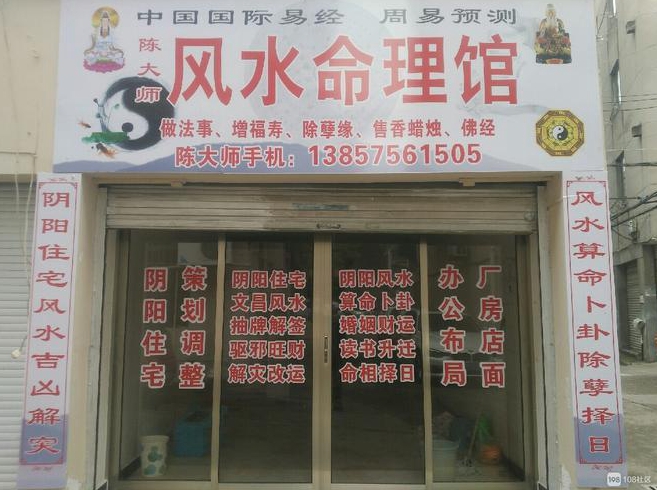 中国国际易经 周易预测
陈大师
风水命理馆
做法事、增福寿、除孽缘、售香蜡烛、佛经
陈大师手机：13857561505
阴阳住宅风水吉凶解灾
阴阳住宅
策划调整
阴阳住宅
文昌风水
抽牌解签
驱邪旺财
解灾改运
阴阳风水
算命卜卦
婚姻财运
读书升迁
命相择日
办公布局
厂房店面
风水算命卜卦除孽择日
108社区